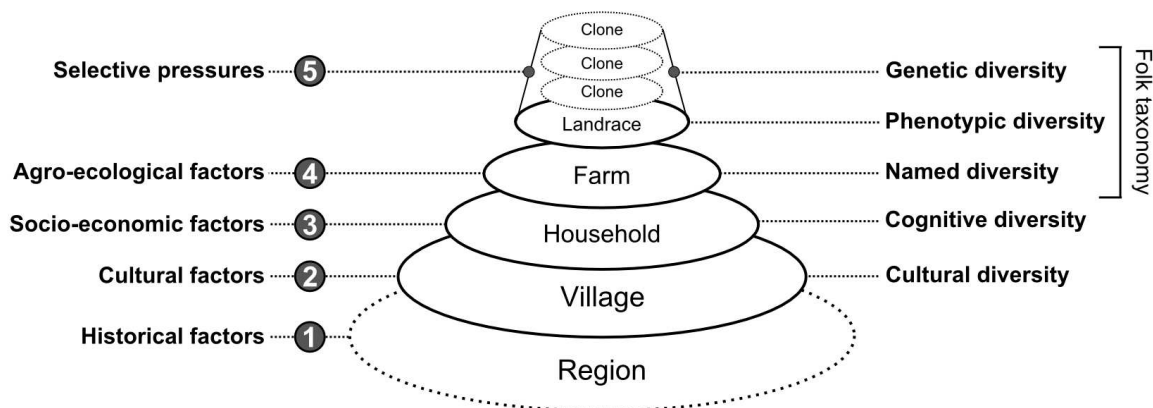 Clone
Selective pressures 5 Clone Genetic diversity
Clone
Landrace Phenotypic diversity
Agro-ecological factors 4 Farm Named diversity
Socio-economic factors 3 Household Cognitive diversity
Cultural factors 2 Village Cultural diversity
Historical factors 1
Region
Folk taxonomy